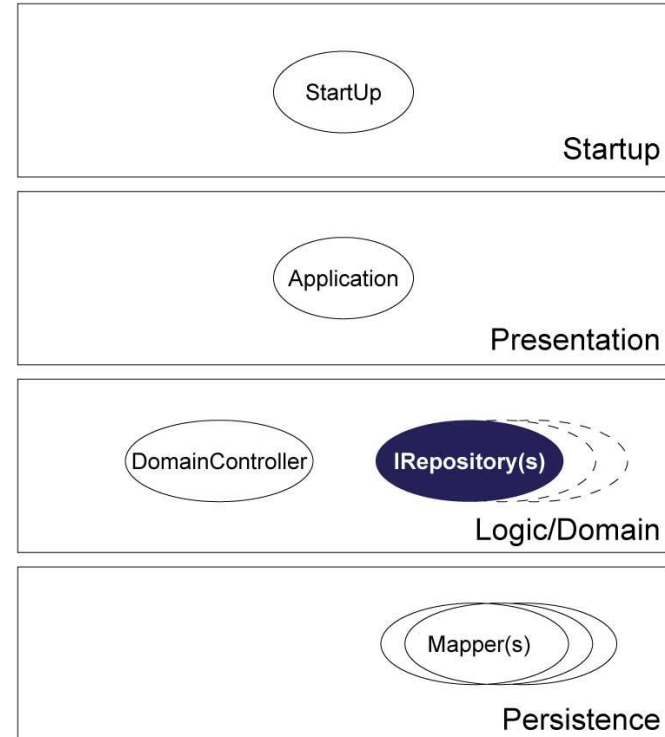 StartUp
Startup
Application
Presentation
DomainController
IRepository(s)
Logic/Domain
Mapper(s)
Persistence